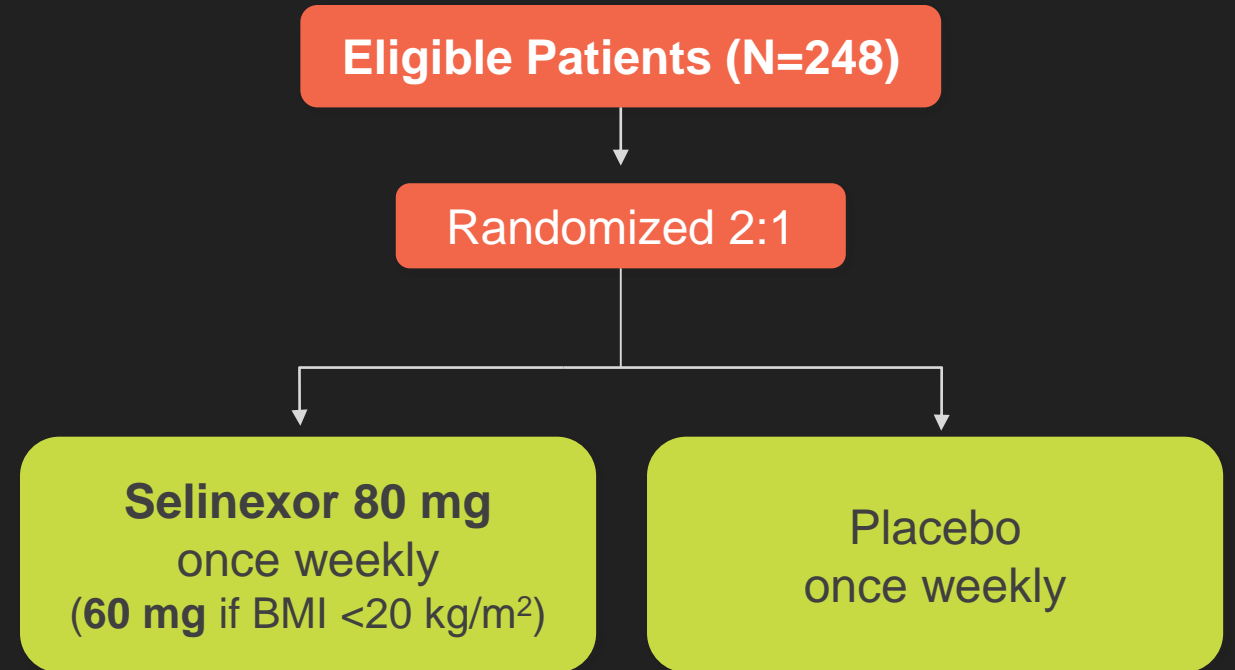 Eligible Patients (N=248)
Randomized 2:1
Selinexor 80 mg
once weekly
(60 mg if BMI <20 kg/m²)
Placebo
once weekly